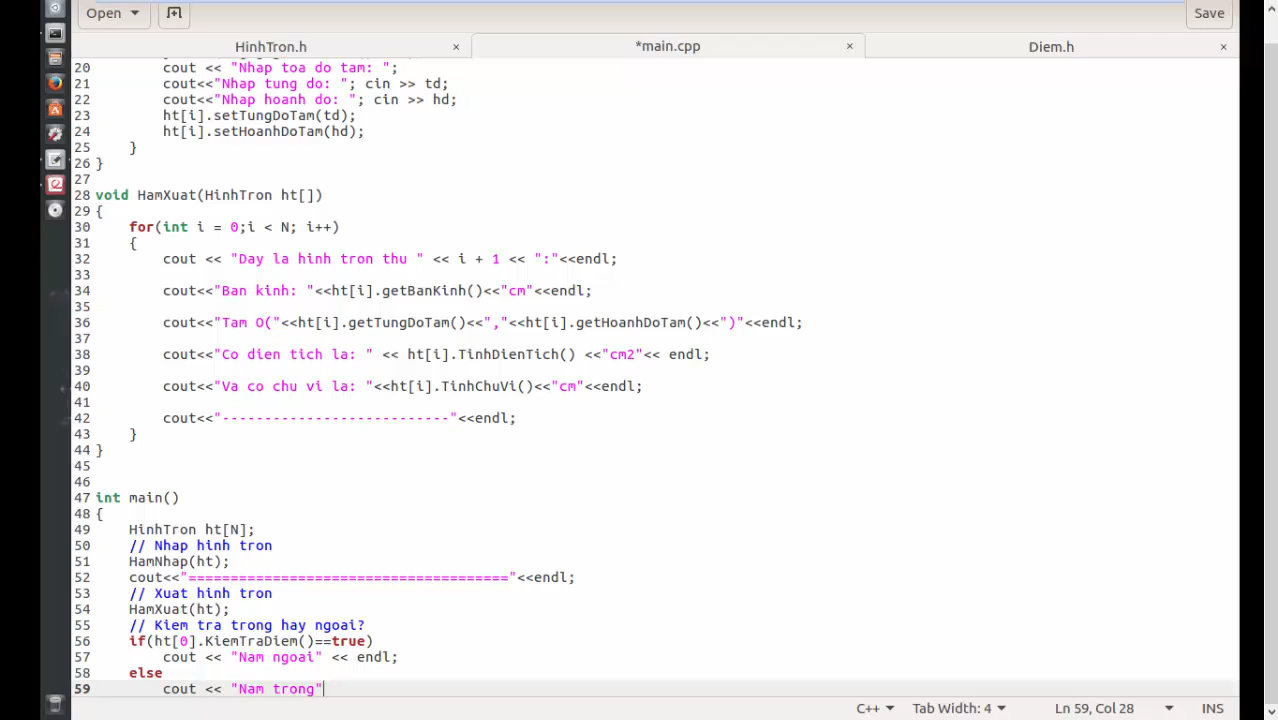 Open Save
HinhTron.h × *main.cpp × Diem.h ×
20 cout << "Nhap toa do tam: ";
21 cout<<"Nhap tung do: "; cin >> td;
22 cout<<"Nhap hoanh do: "; cin >> hd;
23 ht[i].setTungDoTam(td);
24 ht[i].setHoanhDoTam(hd);
25 }
26 }
27
28 void HamXuat(HinhTron ht[])
29 {
30 for(int i = 0;i < N; i++)
31 {
32 cout << "Day la hinh tron thu " << i + 1 << ":"<<endl;
33
34 cout<<"Ban kinh: "<<ht[i].getBanKinh()<<"cm"<<endl;
35
36 cout<<"Tam O("<<ht[i].getTungDoTam()<<","<<ht[i].getHoanhDoTam()<<")"<<endl;
37
38 cout<<"Co dien tich la: " << ht[i].TinhDienTich() <<"cm2"<< endl;
39
40 cout<<"Va co chu vi la: "<<ht[i].TinhChuVi()<<"cm"<<endl;
41
42 cout<<"---------------------------"<<endl;
43 }
44 }
45
46
47 int main()
48 {
49 HinhTron ht[N];
50 // Nhap hinh tron
51 HamNhap(ht);
52 cout<<"======================================"<<endl;
53 // Xuat hinh tron
54 HamXuat(ht);
55 // Kiem tra trong hay ngoai?
56 if(ht[0].KiemTraDiem()==true)
57 cout << "Nam ngoai" << endl;
58 else
59 cout << "Nam trong"
C++ Tab Width: 4 Ln 59, Col 28 INS